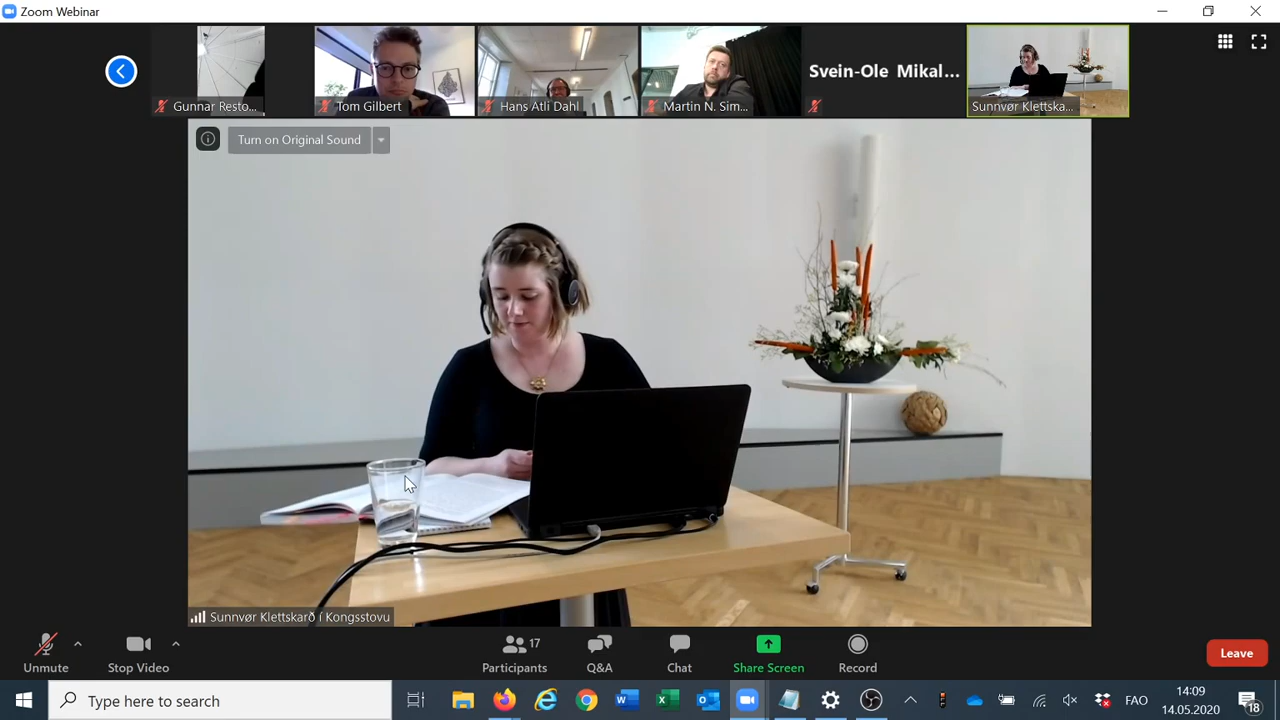 Zoom Webinar
Gunnar Resto...
Tom Gilbert
Hans Atli Dahl
Martin N. Sim...
Svein-Ole Mikal...
Sunnvør Klettska...
Turn on Original Sound
Sunnvør Klettskarð í Kongsstovu
Unmute
Stop Video
17
Participants
Q&A
Chat
Share Screen
Record
Leave
Type here to search
FAO
14:09
14.05.2020
18